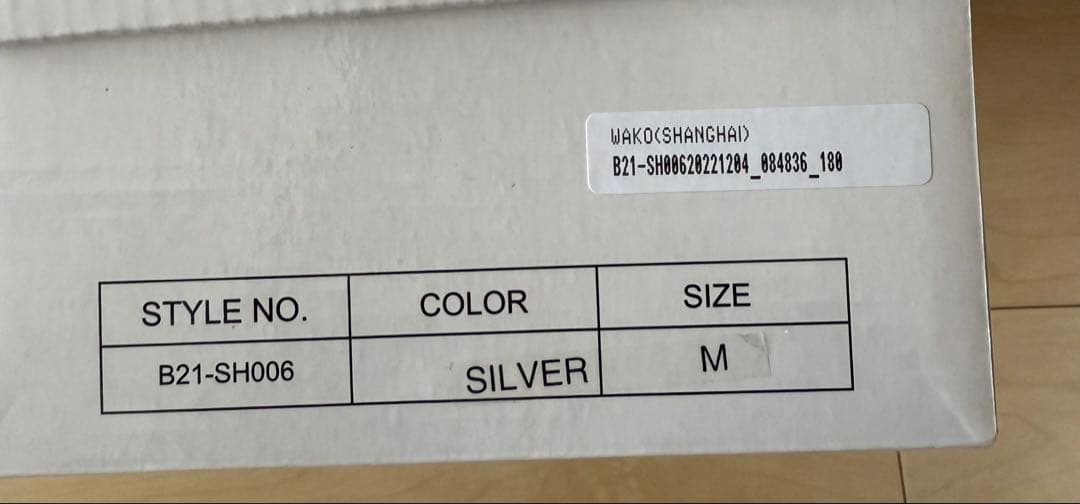 WAKO(SHANGHAI)
B21-SH00620221204_084836_180
STYLE NO. COLOR SIZE
B21-SH006 SILVER M